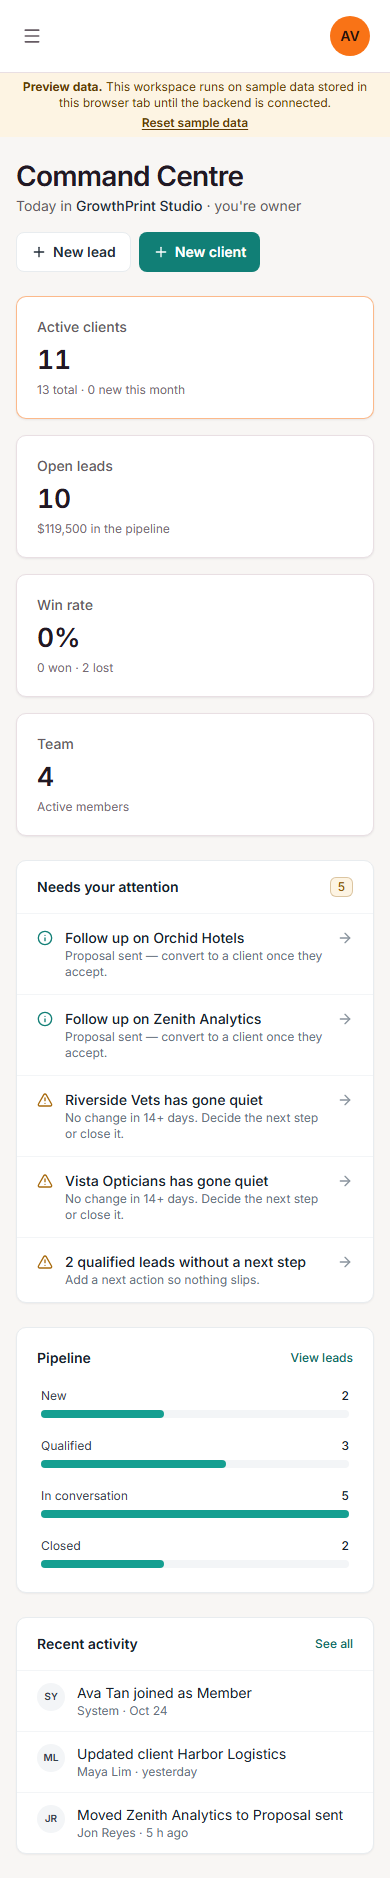 AV
Preview data. This workspace runs on sample data stored in
this browser tab until the backend is connected.
Reset sample data
Command Centre
Today in GrowthPrint Studio · you're owner
+ New lead
+ New client
Active clients
11
13 total · 0 new this month
Open leads
10
$119,500 in the pipeline
Win rate
0%
0 won · 2 lost
Team
4
Active members
Needs your attention
5
Follow up on Orchid Hotels
Proposal sent — convert to a client once they
accept.
Follow up on Zenith Analytics
Proposal sent — convert to a client once they
accept.
Riverside Vets has gone quiet
No change in 14+ days. Decide the next step
or close it.
Vista Opticians has gone quiet
No change in 14+ days. Decide the next step
or close it.
2 qualified leads without a next step
Add a next action so nothing slips.
Pipeline
View leads
New 2
Qualified 3
In conversation 5
Closed 2
Recent activity
See all
SY
Ava Tan joined as Member
System · Oct 24
ML
Updated client Harbor Logistics
Maya Lim · yesterday
JR
Moved Zenith Analytics to Proposal sent
Jon Reyes · 5 h ago